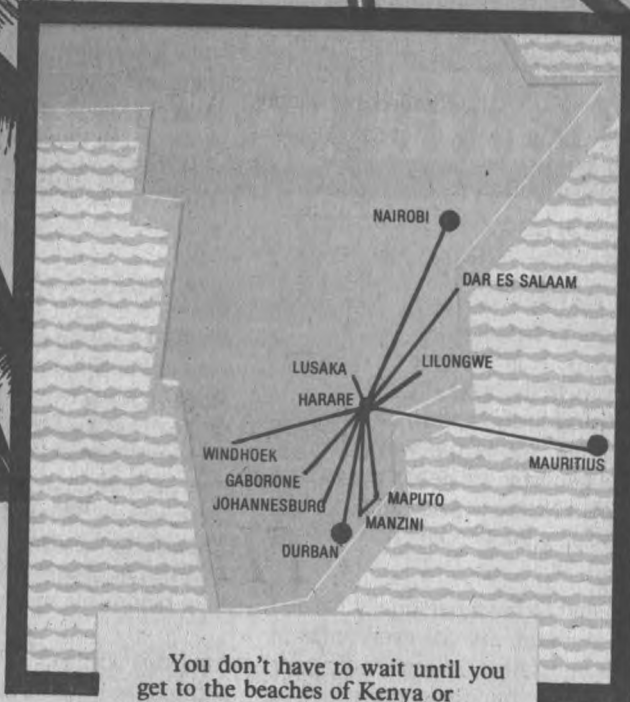 NAIROBI
DAR ES SALAAM
LUSAKA
LILONGWE
HARARE
WINDHOEK
MAURITIUS
GABORONE
JOHANNESBURG
MAPUTO
MANZINI
DURBAN
You don't have to wait until you
get to the beaches of Kenya or